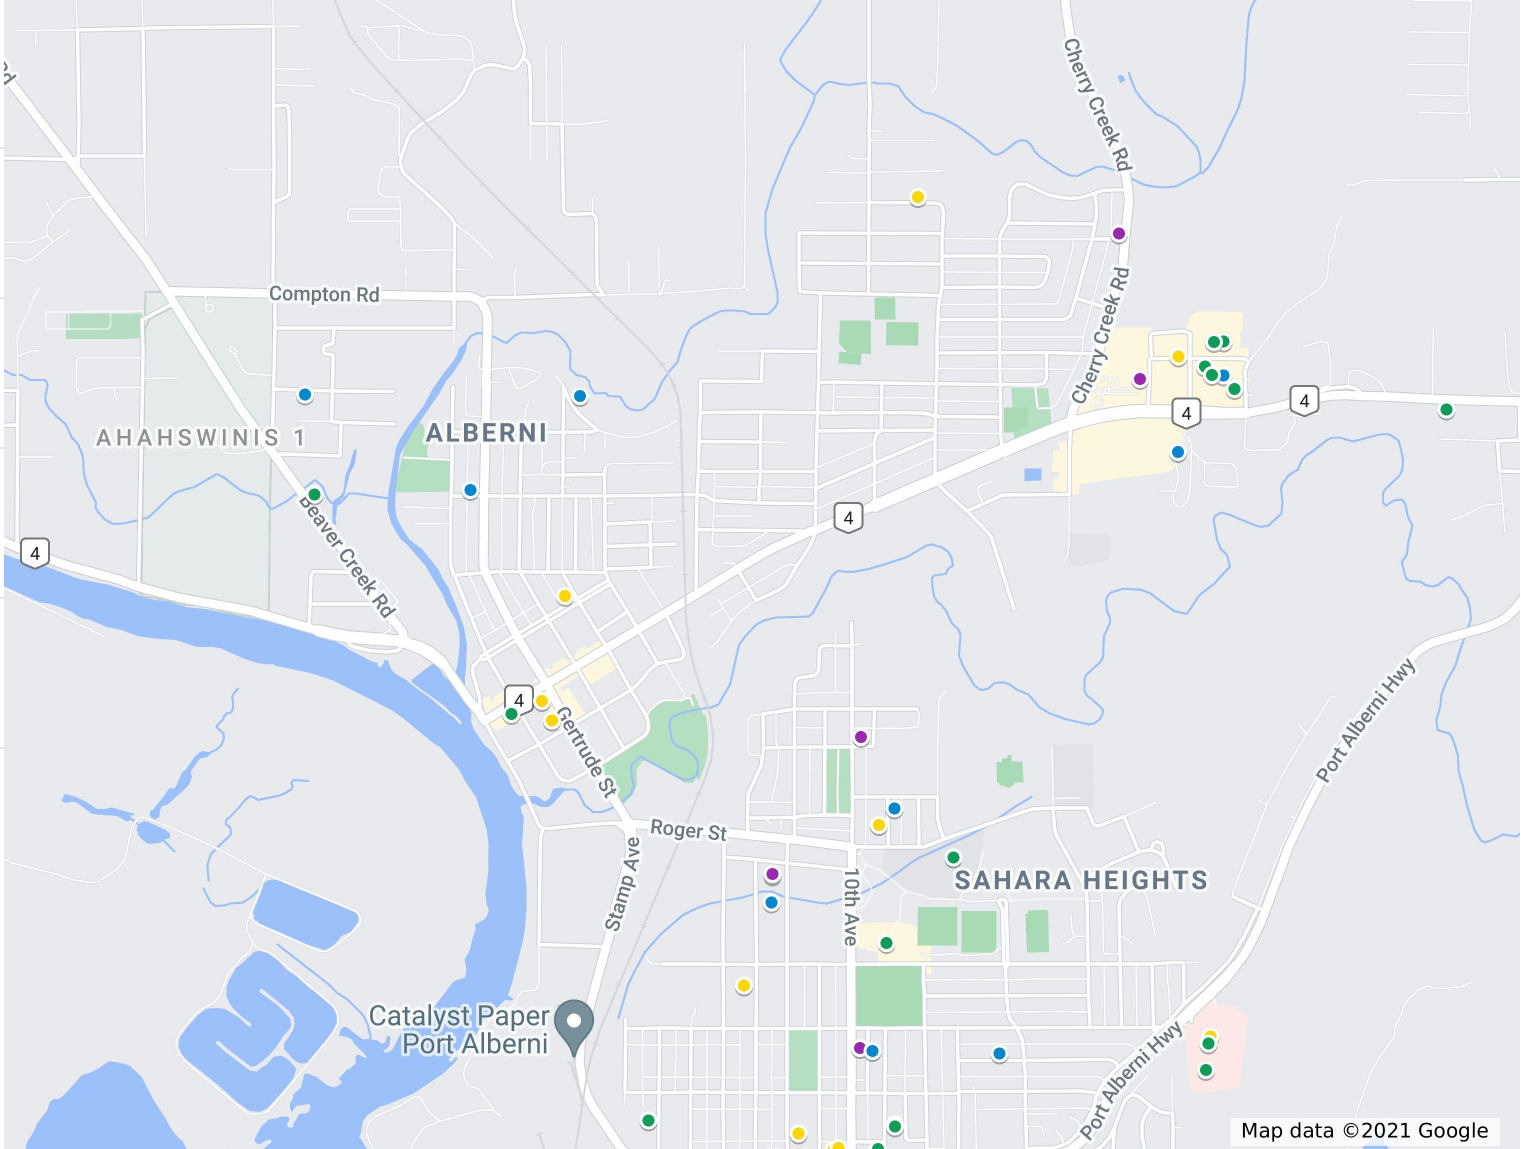 Rd
Cherry Creek Rd
Compton Rd
Cherry Creek Rd
4
4
ALBERNI
AHAHSWINIS 1
4
4
Beaver Creek Rd
4
Gertrude St
Port Alberni Hwy
Roger St
Stamp Ave
10th Ave
SAHARA HEIGHTS
Catalyst Paper
Port Alberni
Port Alberni Hwy
Map data ©2021 Google